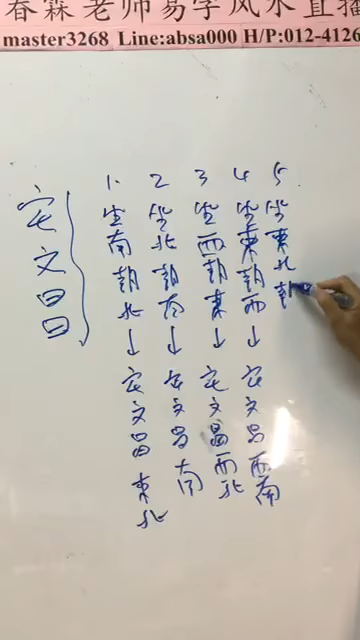 春霖老师易学风水直播
master3268 Line:absa000 H/P:012-4126
宅文昌
1. 坐南朝北↓宅文昌東北
2 坐北朝南↓宅文昌南
3 坐西朝東↓宅文昌西北
4 坐東朝西↓宅文昌西南
5 坐東北朝